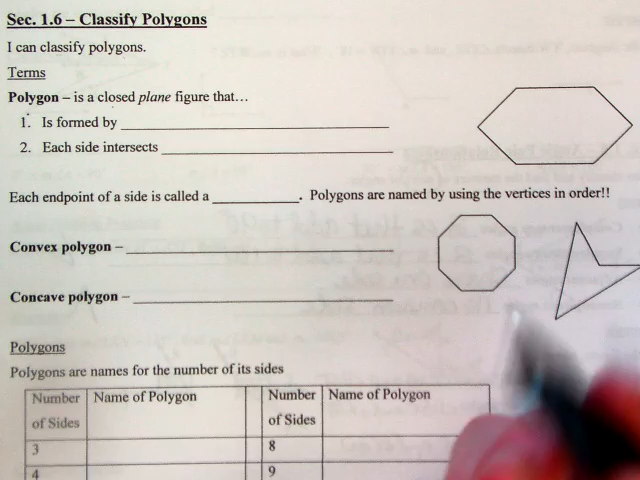 Sec. 1.6 – Classify Polygons
I can classify polygons.
Terms
Polygon – is a closed plane figure that…
1. Is formed by
2. Each side intersects
Each endpoint of a side is called a . Polygons are named by using the vertices in order!!
Convex polygon –
Concave polygon –
Polygons
Polygons are names for the number of its sides
Number of Sides Name of Polygon Number of Sides Name of Polygon
3 8
4 9